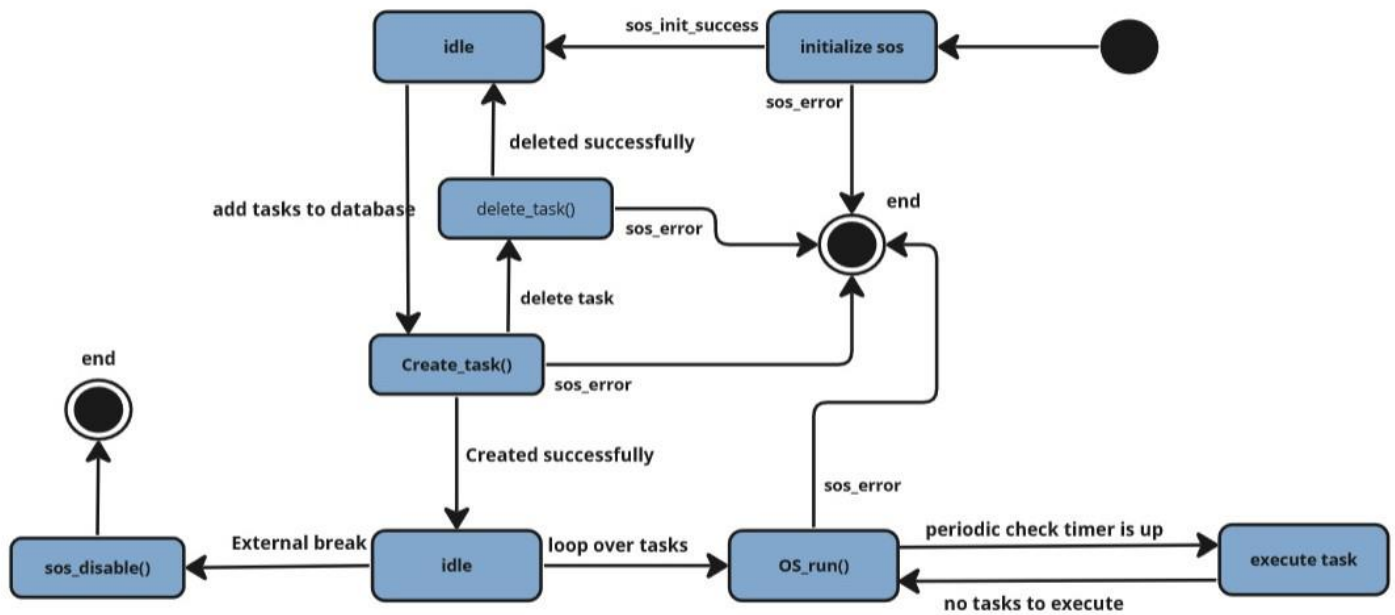 sos_init_success
idle
initialize sos
sos_error
deleted successfully
end
add tasks to database
delete_task()
sos_error
delete task
end
Create_task()
sos_error
Created successfully
sos_error
periodic check timer is up
External break
loop over tasks
sos_disable()
idle
OS_run()
execute task
no tasks to execute